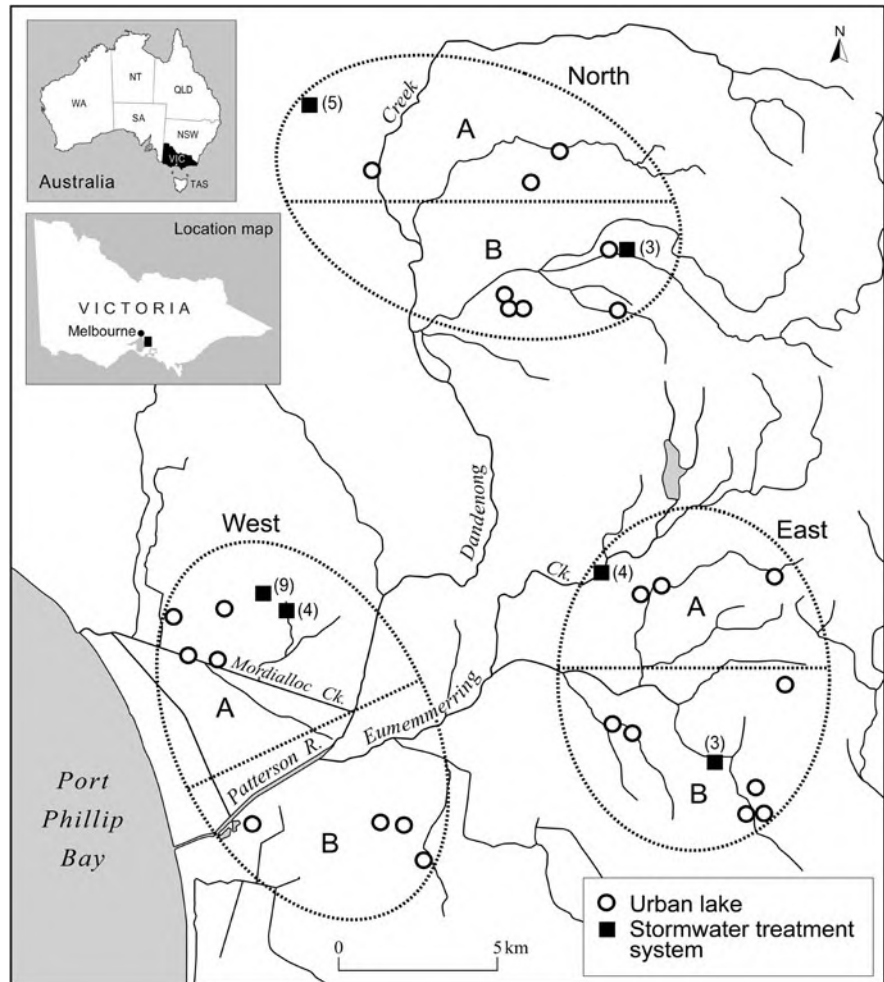 N
North
(5)
Creek
A
B
(3)
WA
NT
QLD
SA
NSW
VIC
TAS
Australia
Location map
VICTORIA
Melbourne
Dandenong
West
(9)
(4)
Mordialloc Ck.
A
Patterson R.
Eumemmerring
Ck.
B
East
(4)
A
(3)
B
Port
Phillip
Bay
0
5 km
Urban lake
Stormwater treatment
system